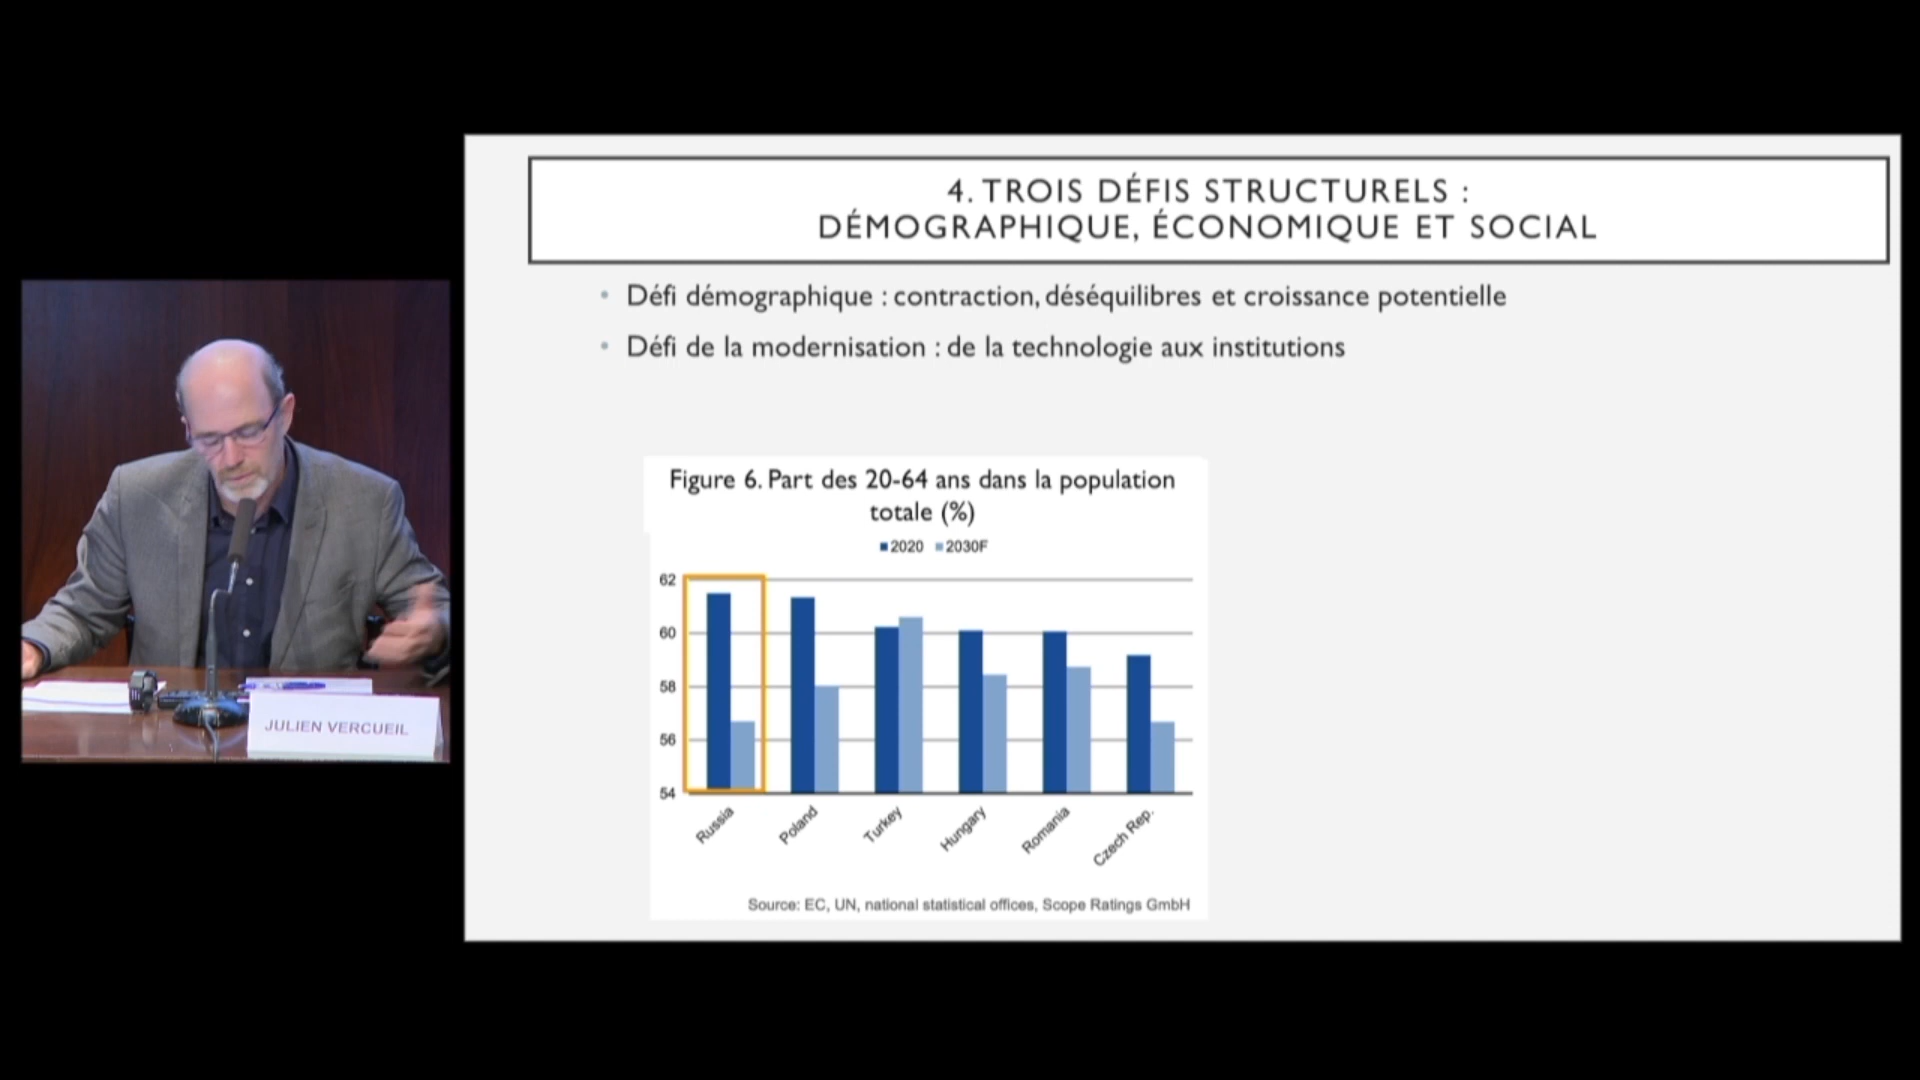 4. TROIS DÉFIS STRUCTURELS :
DÉMOGRAPHIQUE, ÉCONOMIQUE ET SOCIAL
• Défi démographique : contraction, déséquilibres et croissance potentielle
• Défi de la modernisation : de la technologie aux institutions
Figure 6. Part des 20-64 ans dans la population
totale (%)
2020 2030F
62
60
58
56
54
Russia
Poland
Turkey
Hungary
Romania
Czech Rep.
Source: EC, UN, national statistical offices, Scope Ratings GmbH
JULIEN VERCUEIL